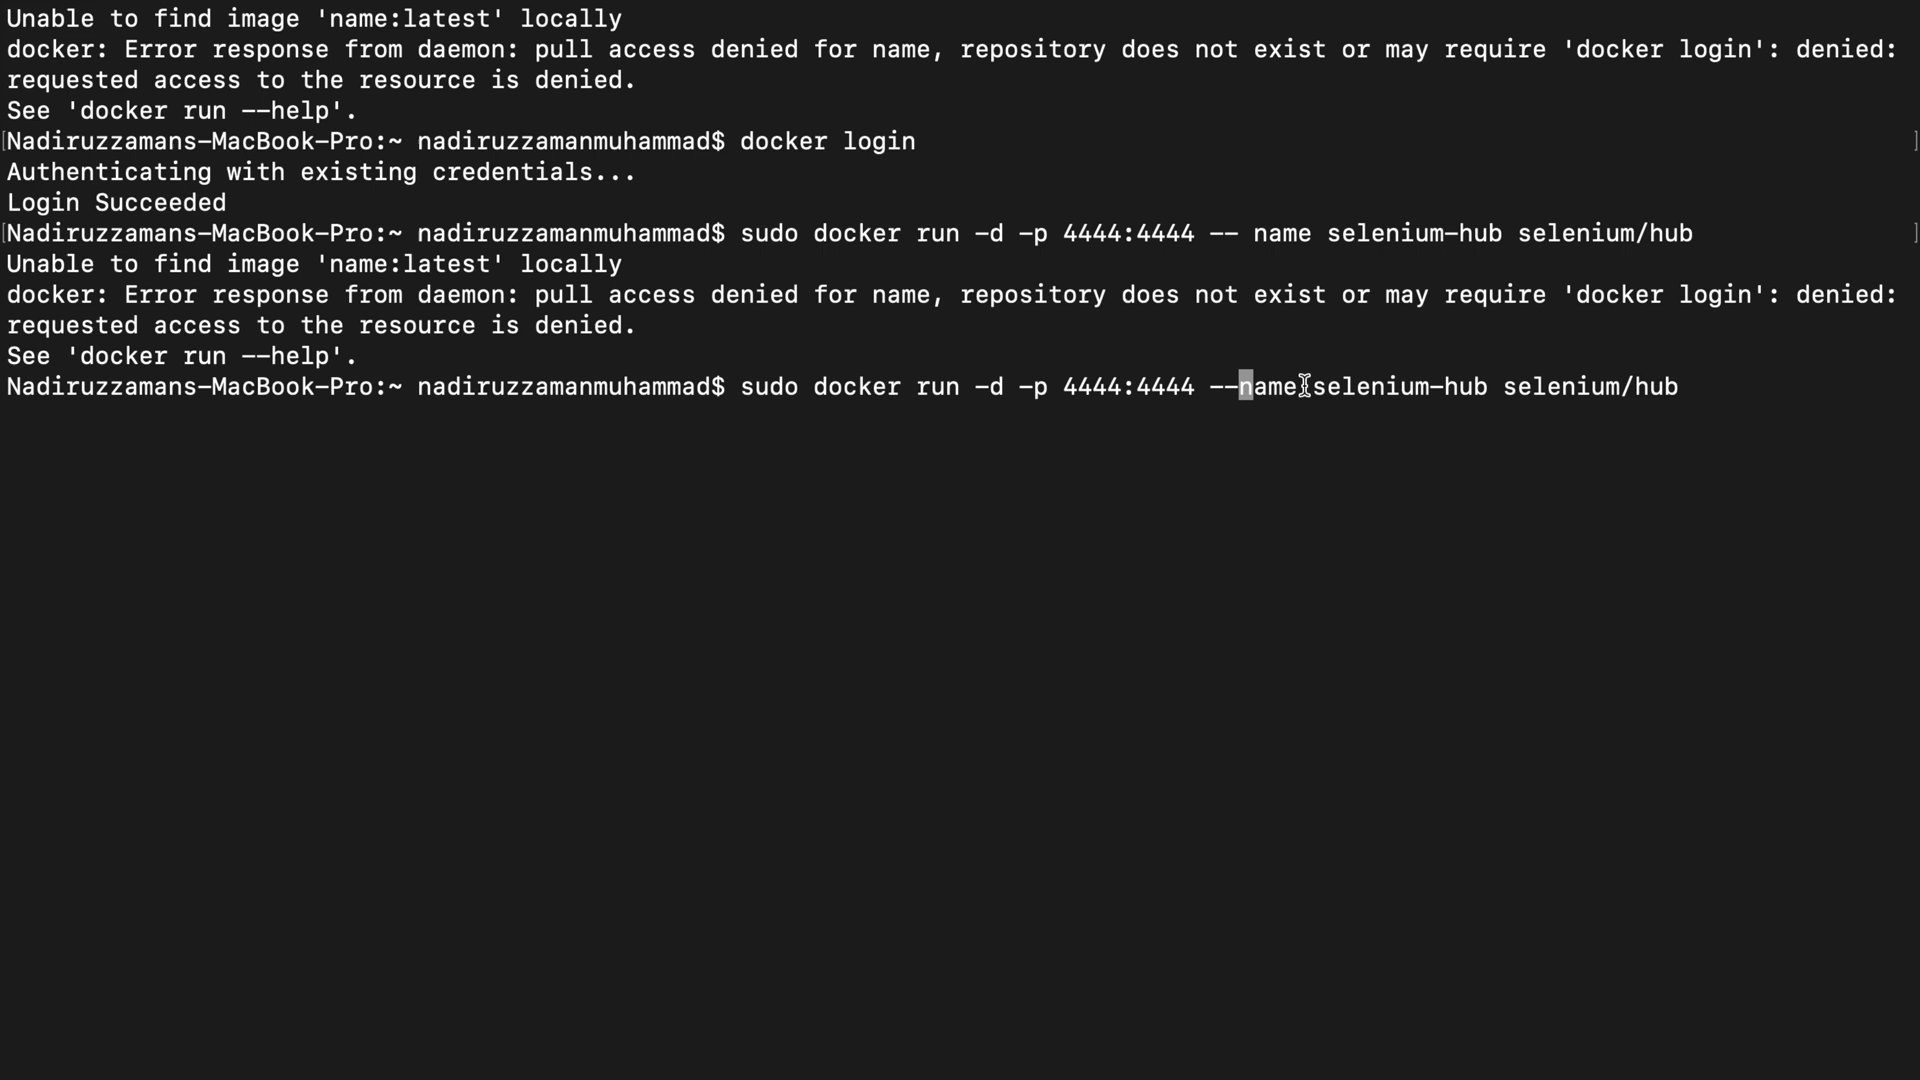 Unable to find image 'name:latest' locally
docker: Error response from daemon: pull access denied for name, repository does not exist or may require 'docker login': denied:
requested access to the resource is denied.
See 'docker run --help'.
[Nadiruzzamans-MacBook-Pro:~ nadiruzzamanmuhammad$ docker login ]
Authenticating with existing credentials...
Login Succeeded
[Nadiruzzamans-MacBook-Pro:~ nadiruzzamanmuhammad$ sudo docker run -d -p 4444:4444 -- name selenium-hub selenium/hub ]
Unable to find image 'name:latest' locally
docker: Error response from daemon: pull access denied for name, repository does not exist or may require 'docker login': denied:
requested access to the resource is denied.
See 'docker run --help'.
Nadiruzzamans-MacBook-Pro:~ nadiruzzamanmuhammad$ sudo docker run -d -p 4444:4444 --name selenium-hub selenium/hub